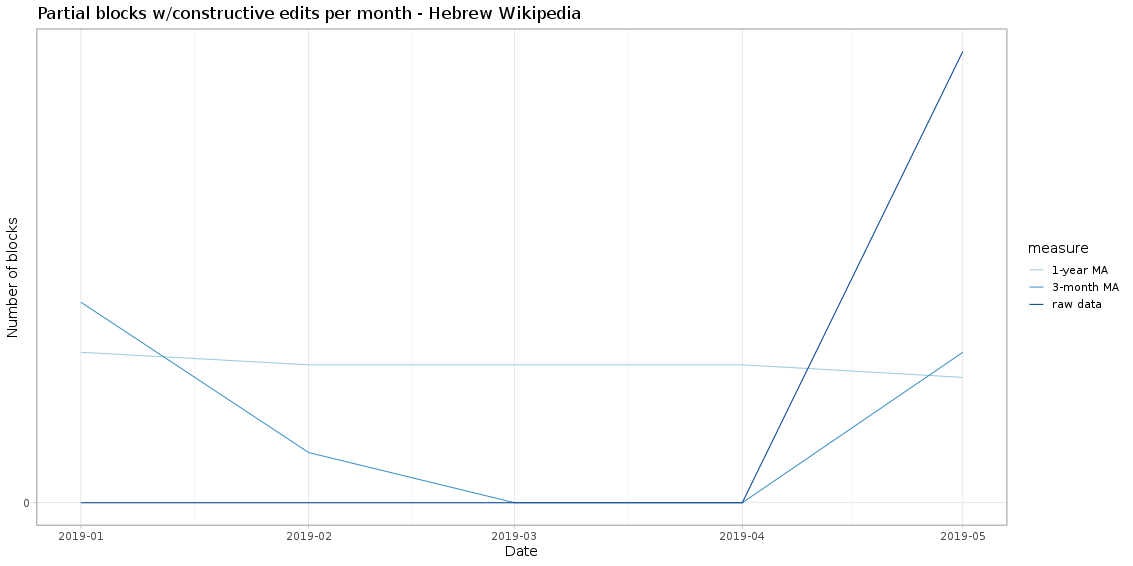 Partial blocks w/constructive edits per month - Hebrew Wikipedia
Number of blocks
0
2019-01
2019-02
2019-03
2019-04
2019-05
Date
measure
1-year MA
3-month MA
raw data